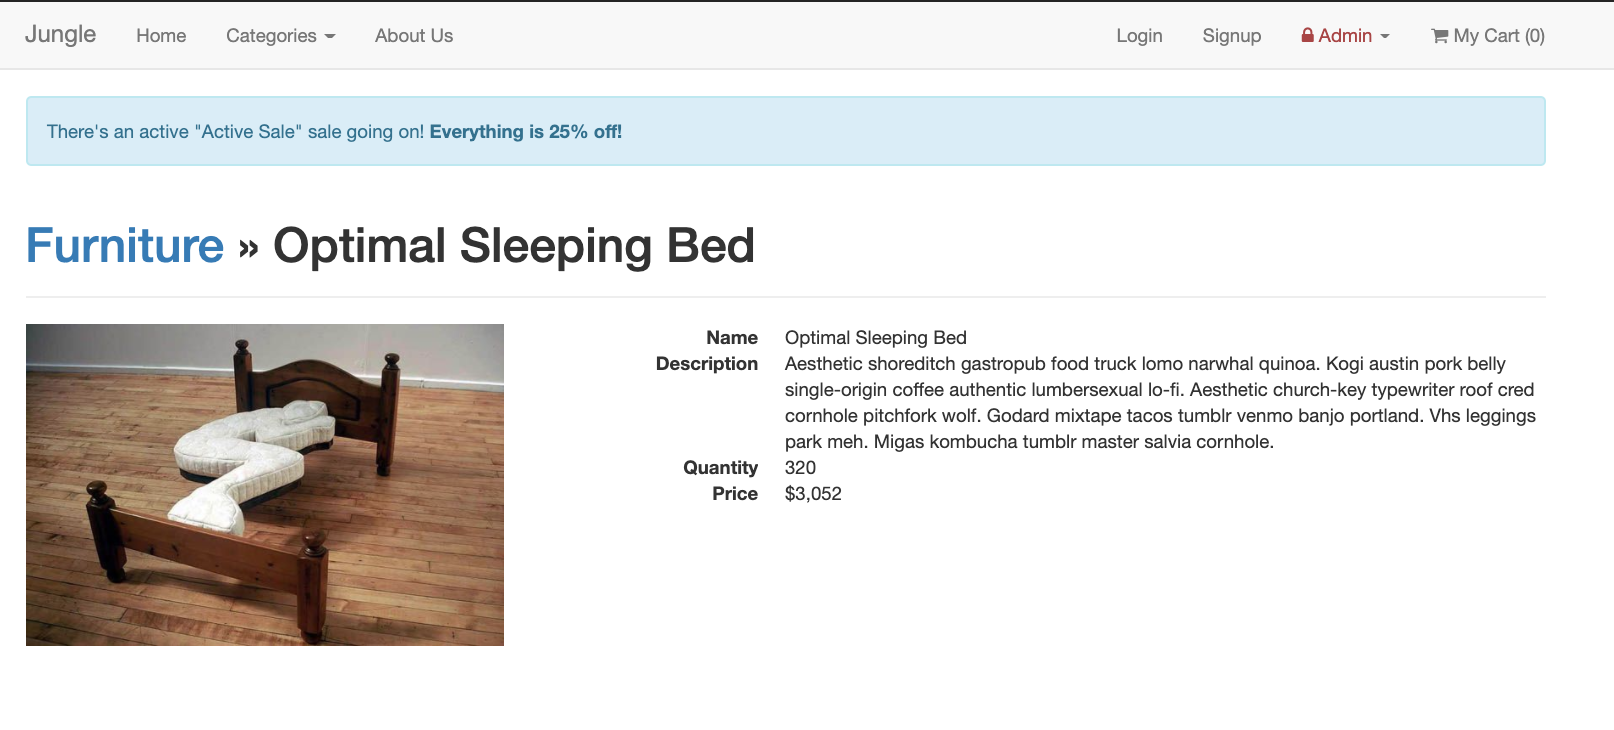 Jungle Home Categories About Us Login Signup Admin My Cart (0)
There's an active "Active Sale" sale going on! Everything is 25% off!
Furniture » Optimal Sleeping Bed
Name Optimal Sleeping Bed
Description Aesthetic shoreditch gastropub food truck lomo narwhal quinoa. Kogi austin pork belly
single-origin coffee authentic lumbersexual lo-fi. Aesthetic church-key typewriter roof cred
cornhole pitchfork wolf. Godard mixtape tacos tumblr venmo banjo portland. Vhs leggings
park meh. Migas kombucha tumblr master salvia cornhole.
Quantity 320
Price $3,052